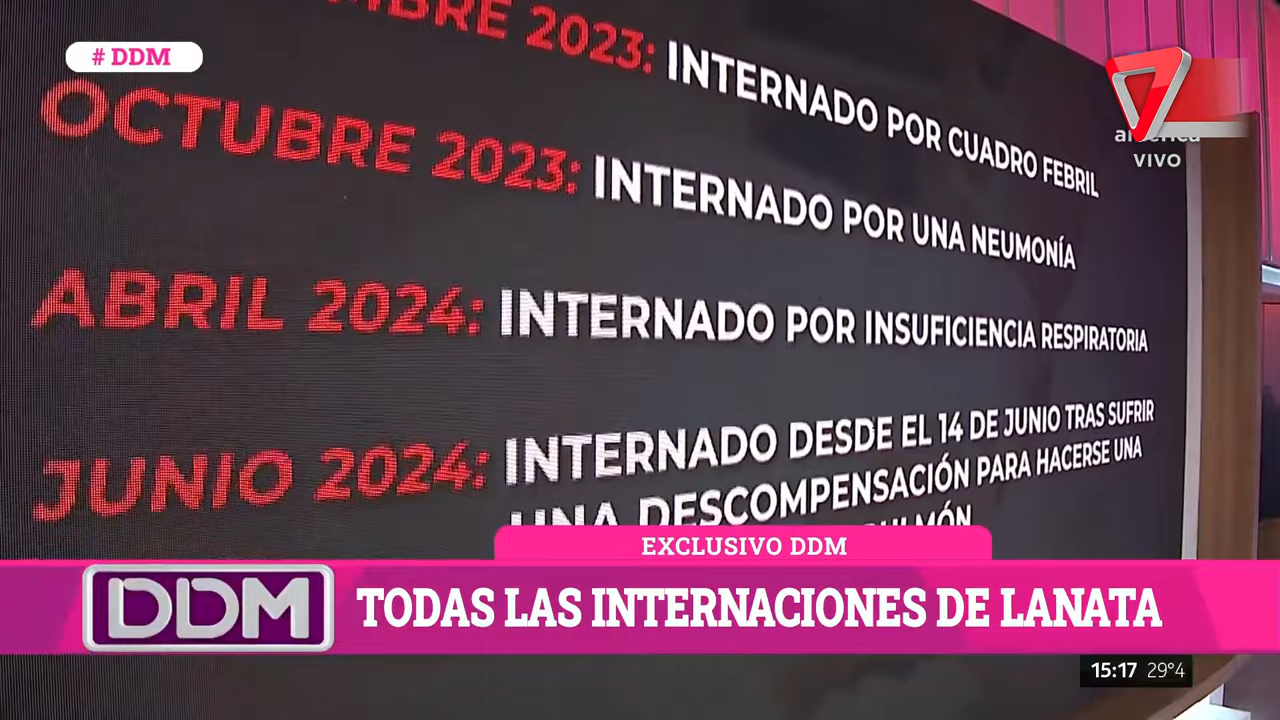 # DDM
2023: INTERNADO POR CUADRO FEBRIL
OCTUBRE 2023: INTERNADO POR UNA NEUMONÍA
ABRIL 2024: INTERNADO POR INSUFICIENCIA RESPIRATORIA
JUNIO 2024: INTERNADO DESDE EL 14 DE JUNIO TRAS SUFRIR
UNA DESCOMPENSACIÓN PARA HACERSE UNA
VIVO
EXCLUSIVO DDM
DDM
TODAS LAS INTERNACIONES DE LANATA
15:17 29°4